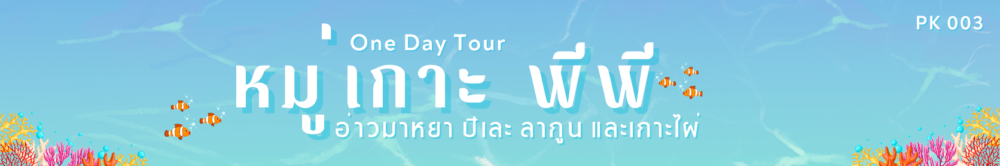 PK 003
One Day Tour
หมู่เกาะ พีพี
อ่าวมาหยา ปิเละ ลากูน และเกาะไผ่